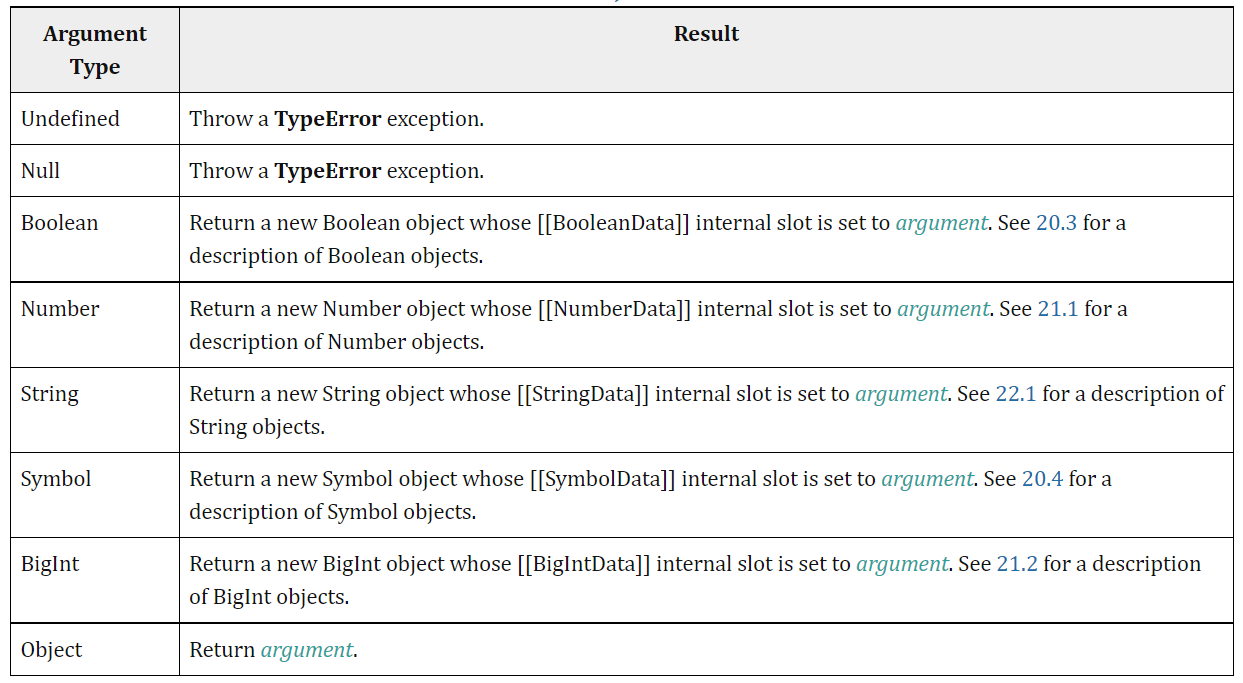 Argument
Type
Result
Undefined
Throw a TypeError exception.
Null
Throw a TypeError exception.
Boolean
Return a new Boolean object whose [[BooleanData]] internal slot is set to argument. See 20.3 for a
description of Boolean objects.
Number
Return a new Number object whose [[NumberData]] internal slot is set to argument. See 21.1 for a
description of Number objects.
String
Return a new String object whose [[StringData]] internal slot is set to argument. See 22.1 for a description of
String objects.
Symbol
Return a new Symbol object whose [[SymbolData]] internal slot is set to argument. See 20.4 for a
description of Symbol objects.
BigInt
Return a new BigInt object whose [[BigIntData]] internal slot is set to argument. See 21.2 for a description
of BigInt objects.
Object
Return argument.